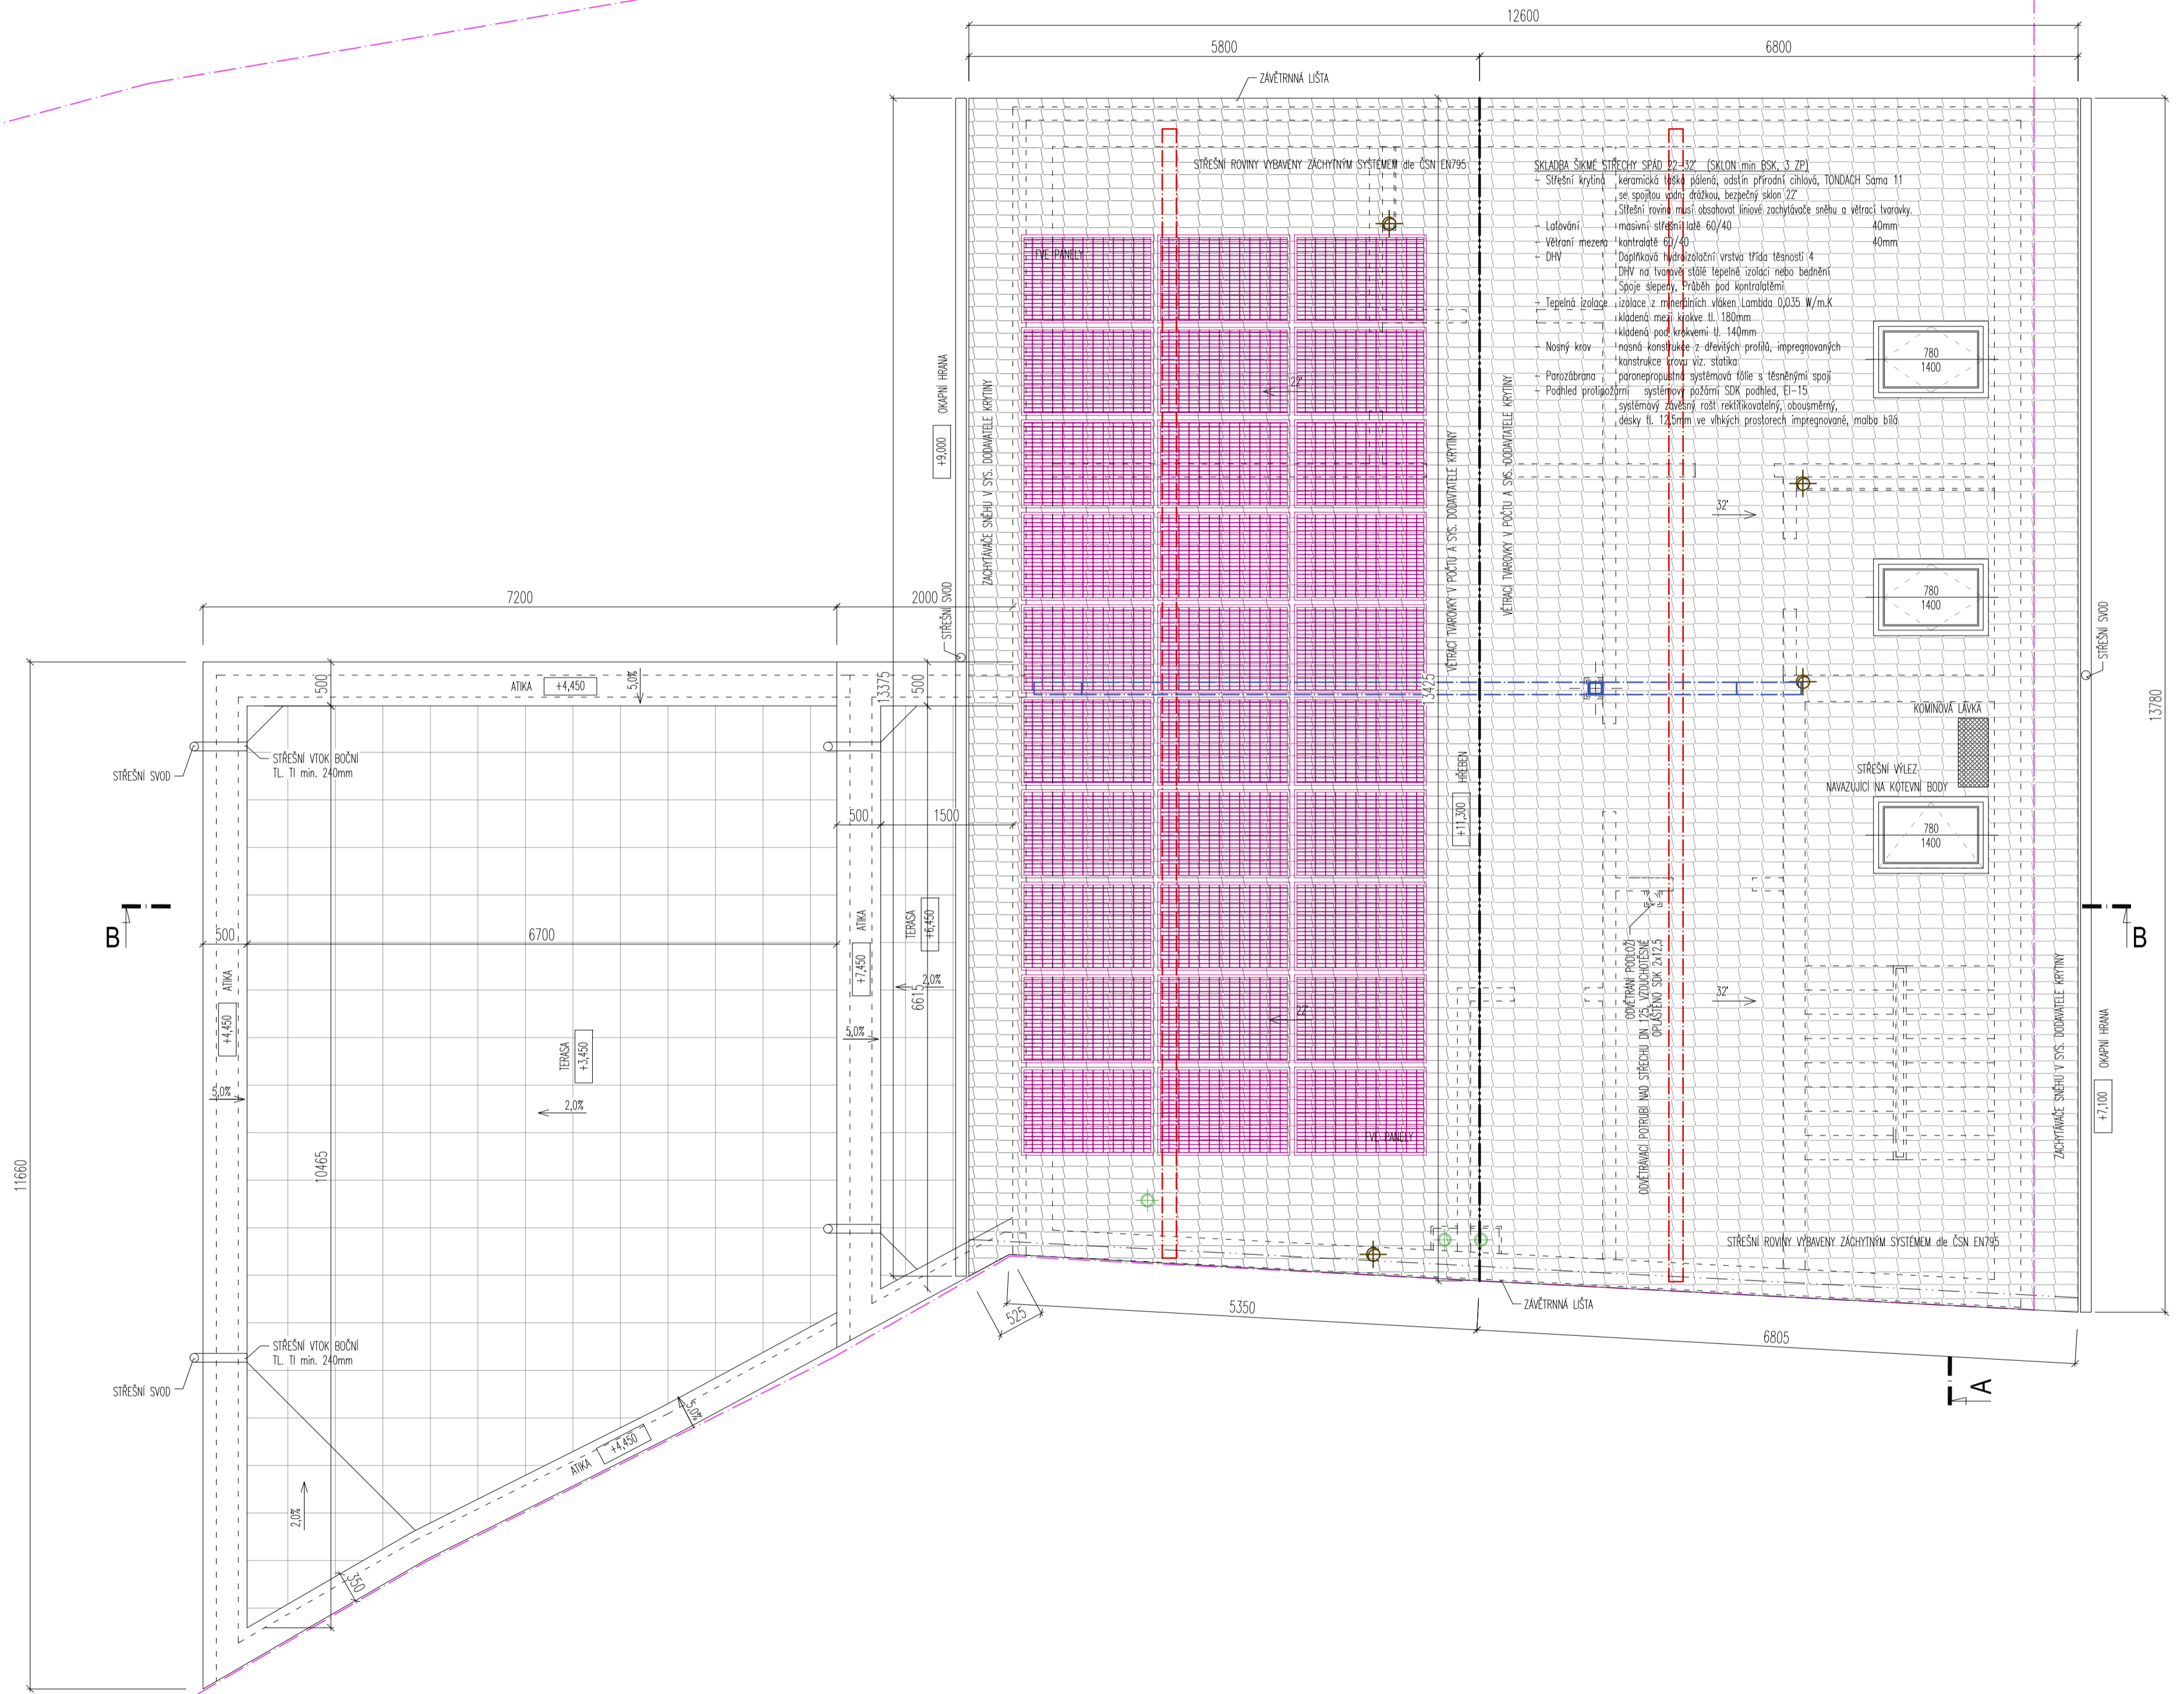 12600
5800
6800
ZÁVĚTRNNÁ LIŠTA
STŘEŠNÍ ROVINY VYBAVENY ZÁCHYTNÝM SYSTÉMEM dle ČSN EN795
SKLADBA ŠIKMÉ STŘECHY SPÁD 22-32° (SKLON min BSK, 3 ZP)
- Střešní krytina keramická taška pálená, odstín přírodní cihlová, TONDACH Sama 11
se spojitou vodní drážkou, bezpečný sklon 22°
Střešní rovina musí obsahovat liniové zachytávače sněhu a větrací tvarovky.
- Laťování masivní střešní latě 60/40 40mm
- Větraní mezera kontralatě 60/40 40mm
- DHV Doplňková hydroizolační vrstva třída těsnosti 4
DHV na tvarově stálé tepelné izolaci nebo bednění
Spoje slepeny, Průběh pod kontralatěmi
- Tepelná izolace izolace z minerálních vláken Lambda 0,035 W/m.K
kladená mezi krokve tl. 180mm
kladená pod krokvemi tl. 140mm
- Nosný krov nosná konstrukce z dřevitých profilů, impregnovaných
konstrukce krovu viz. statika
- Parozábrana paronepropustná systémová fólie s těsněnými spoji
- Podhled protipožární systémový požární SDK podhled, EI-15
systémový závěsný rošt rektifikovatelný, obousměrný,
desky tl. 12,5mm ve vlhkých prostorech impregnované, malba bílá
FVE PANELY
22°
OKAPNÍ HRANA
+9,000
ZACHYTÁVAČE SNĚHU V SYS. DODAVATELE KRYTINY
VĚTRACÍ TVAROVKY V POČTU A SYS. DODAVTATELE KRYTINY
VĚTRACÍ TVAROVKY V POČTU A SYS. DODAVTATELE KRYTINY
780
1400
32°
780
1400
STŘEŠNÍ SVOD
STŘEŠNÍ SVOD
7200
2000
13375
13425
13780
500
ATIKA +4,450
5,0%
500
KOMÍNOVÁ LÁVKA
STŘEŠNÍ VÝLEZ
NAVAZUJÍCÍ NA KOTEVNÍ BODY
780
1400
STŘEŠNÍ SVOD
STŘEŠNÍ VTOK BOČNÍ
TL. TI min. 240mm
HŘEBEN
+11,300
500
1500
B
500
6700
ATIKA
+4,450
ATIKA
+7,450
TERASA
+6,450
2,0%
6615
5,0%
B
ODVĚTRÁNÍ PODLOŽÍ
ODVĚTRÁVACÍ POTRUBÍ NAD STŘECHU DN 125, VZDUCHOTĚSNĚ
OPLÁŠTĚNO SDK 2x12,5
32°
22°
ZACHYTÁVAČE SNĚHU V SYS. DODAVATELE KRYTINY
OKAPNÍ HRANA
+7,100
TERASA
+3,450
5,0%
2,0%
FVE PANELY
11660
10465
STŘEŠNÍ ROVINY VYBAVENY ZÁCHYTNÝM SYSTÉMEM dle ČSN EN795
525
5350
ZÁVĚTRNNÁ LIŠTA
6805
STŘEŠNÍ VTOK BOČNÍ
TL. TI min. 240mm
STŘEŠNÍ SVOD
A
5,0%
ATIKA
+4,450
2,0%
350